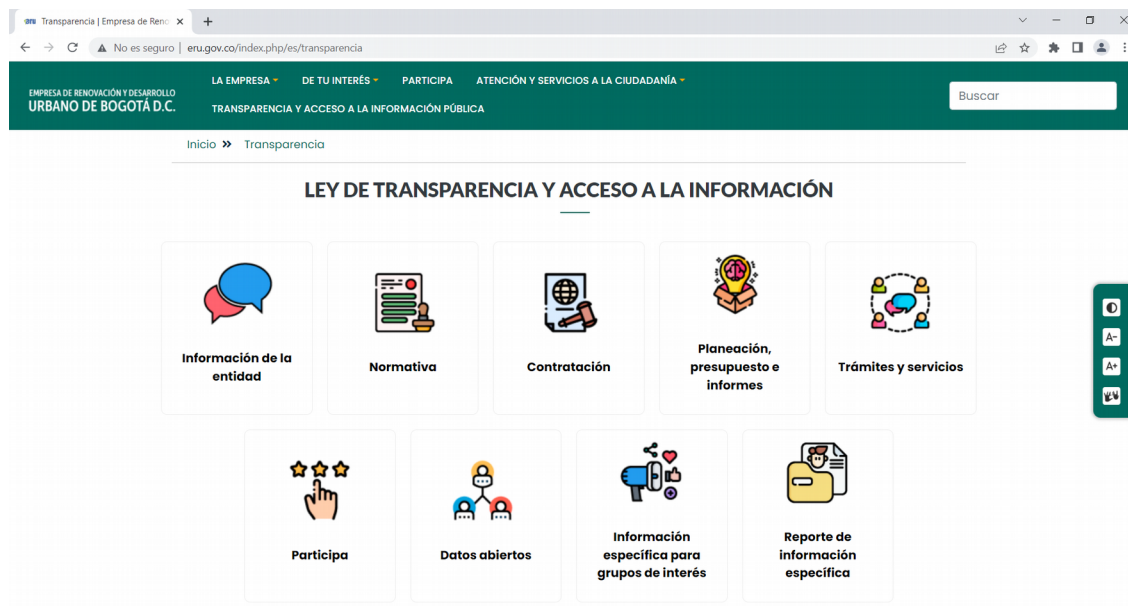 eru Transparencia | Empresa de Reno
No es seguro | eru.gov.co/index.php/es/transparencia
EMPRESA DE RENOVACIÓN Y DESARROLLO
URBANO DE BOGOTÁ D.C.
LA EMPRESA DE TU INTERÉS PARTICIPA ATENCIÓN Y SERVICIOS A LA CIUDADANÍA
TRANSPARENCIA Y ACCESO A LA INFORMACIÓN PÚBLICA
Buscar
Inicio » Transparencia
LEY DE TRANSPARENCIA Y ACCESO A LA INFORMACIÓN
Información de la
entidad
Normativa
Contratación
Planeación,
presupuesto e
informes
Trámites y servicios
A-
A+
Participa
Datos abiertos
Información
específica para
grupos de interés
Reporte de
información
específica